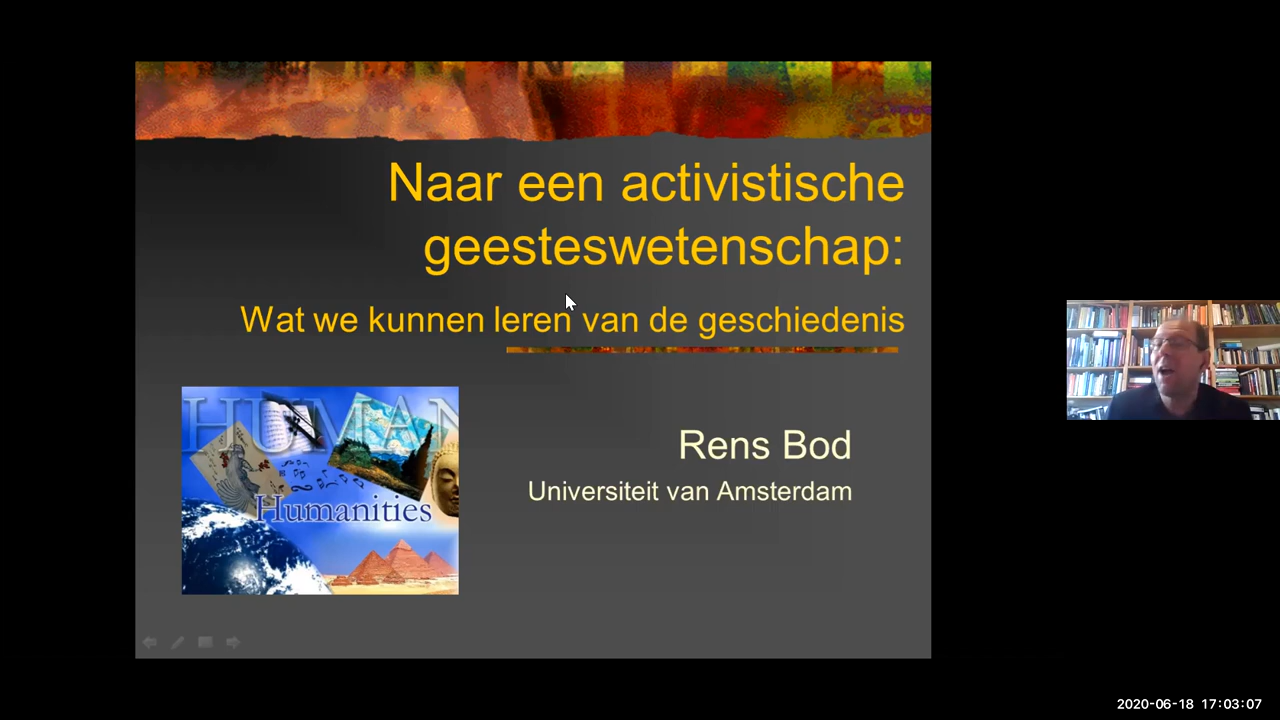 Naar een activistische
geesteswetenschap:
Wat we kunnen leren van de geschiedenis
HUMAN
Humanities
Rens Bod
Universiteit van Amsterdam
2020-06-18 17:03:07